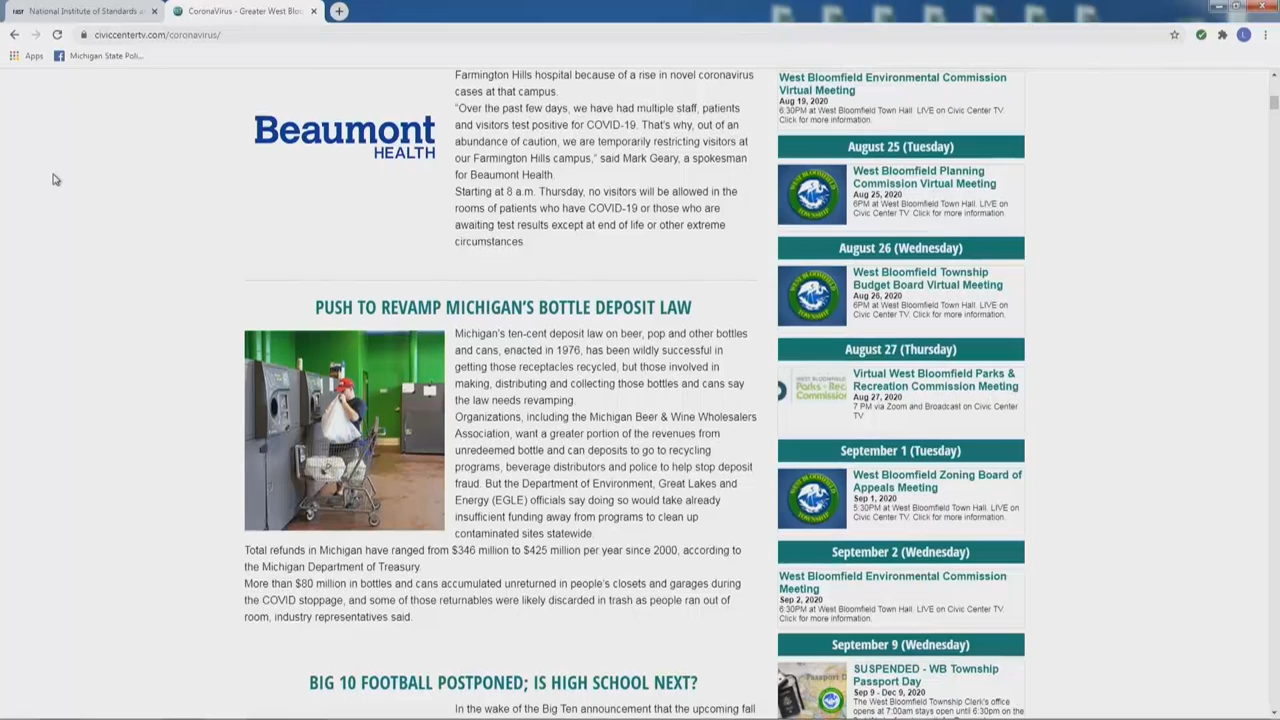 National Institute of Standards a
CoronaVirus - Greater West Bloo
civiccentertv.com/coronavirus/
L
Apps
Michigan State Poli...
Farmington Hills hospital because of a rise in novel coronavirus
cases at that campus.
“Over the past few days, we have had multiple staff, patients
and visitors test positive for COVID-19. That’s why, out of an
abundance of caution, we are temporarily restricting visitors at
our Farmington Hills campus,” said Mark Geary, a spokesman
for Beaumont Health.
Starting at 8 a.m. Thursday, no visitors will be allowed in the
rooms of patients who have COVID-19 or those who are
awaiting test results except at end of life or other extreme
circumstances
Beaumont
HEALTH
PUSH TO REVAMP MICHIGAN’S BOTTLE DEPOSIT LAW
Michigan’s ten-cent deposit law on beer, pop and other bottles
and cans, enacted in 1976, has been wildly successful in
getting those receptacles recycled, but those involved in
making, distributing and collecting those bottles and cans say
the law needs revamping.
Organizations, including the Michigan Beer & Wine Wholesalers
Association, want a greater portion of the revenues from
unredeemed bottle and can deposits to go to recycling
programs, beverage distributors and police to help stop deposit
fraud. But the Department of Environment, Great Lakes and
Energy (EGLE) officials say doing so would take already
insufficient funding away from programs to clean up
contaminated sites statewide.
Total refunds in Michigan have ranged from $346 million to $425 million per year since 2000, according to
the Michigan Department of Treasury.
More than $80 million in bottles and cans accumulated unreturned in people’s closets and garages during
the COVID stoppage, and some of those returnables were likely discarded in trash as people ran out of
room, industry representatives said.
BIG 10 FOOTBALL POSTPONED; IS HIGH SCHOOL NEXT?
In the wake of the Big Ten announcement that the upcoming fall
West Bloomfield Environmental Commission
Virtual Meeting
Aug 19, 2020
6:30PM at West Bloomfield Town Hall. LIVE on Civic Center TV.
Click for more information.
August 25 (Tuesday)
West Bloomfield Planning
Commission Virtual Meeting
Aug 25, 2020
6PM at West Bloomfield Town Hall. LIVE on
Civic Center TV. Click for more information.
August 26 (Wednesday)
West Bloomfield Township
Budget Board Virtual Meeting
Aug 26, 2020
6PM at West Bloomfield Town Hall. LIVE on
Civic Center TV. Click for more information.
August 27 (Thursday)
WEST BLOOMFIELD
Parks & Rec
Commission
Virtual West Bloomfield Parks &
Recreation Commission Meeting
Aug 27, 2020
7 PM via Zoom and Broadcast on Civic Center
TV
September 1 (Tuesday)
West Bloomfield Zoning Board of
Appeals Meeting
Sep 1, 2020
5:30PM at West Bloomfield Town Hall. LIVE on
Civic Center TV. Click for more information.
September 2 (Wednesday)
West Bloomfield Environmental Commission
Meeting
Sep 2, 2020
6:30PM at West Bloomfield Town Hall. LIVE on Civic Center TV.
Click for more information.
September 9 (Wednesday)
SUSPENDED - WB Township
Passport Day
Sep 9 - Dec 9, 2020
The West Bloomfield Township Clerk's office
opens at 7:00am stays open until 6:30pm on the